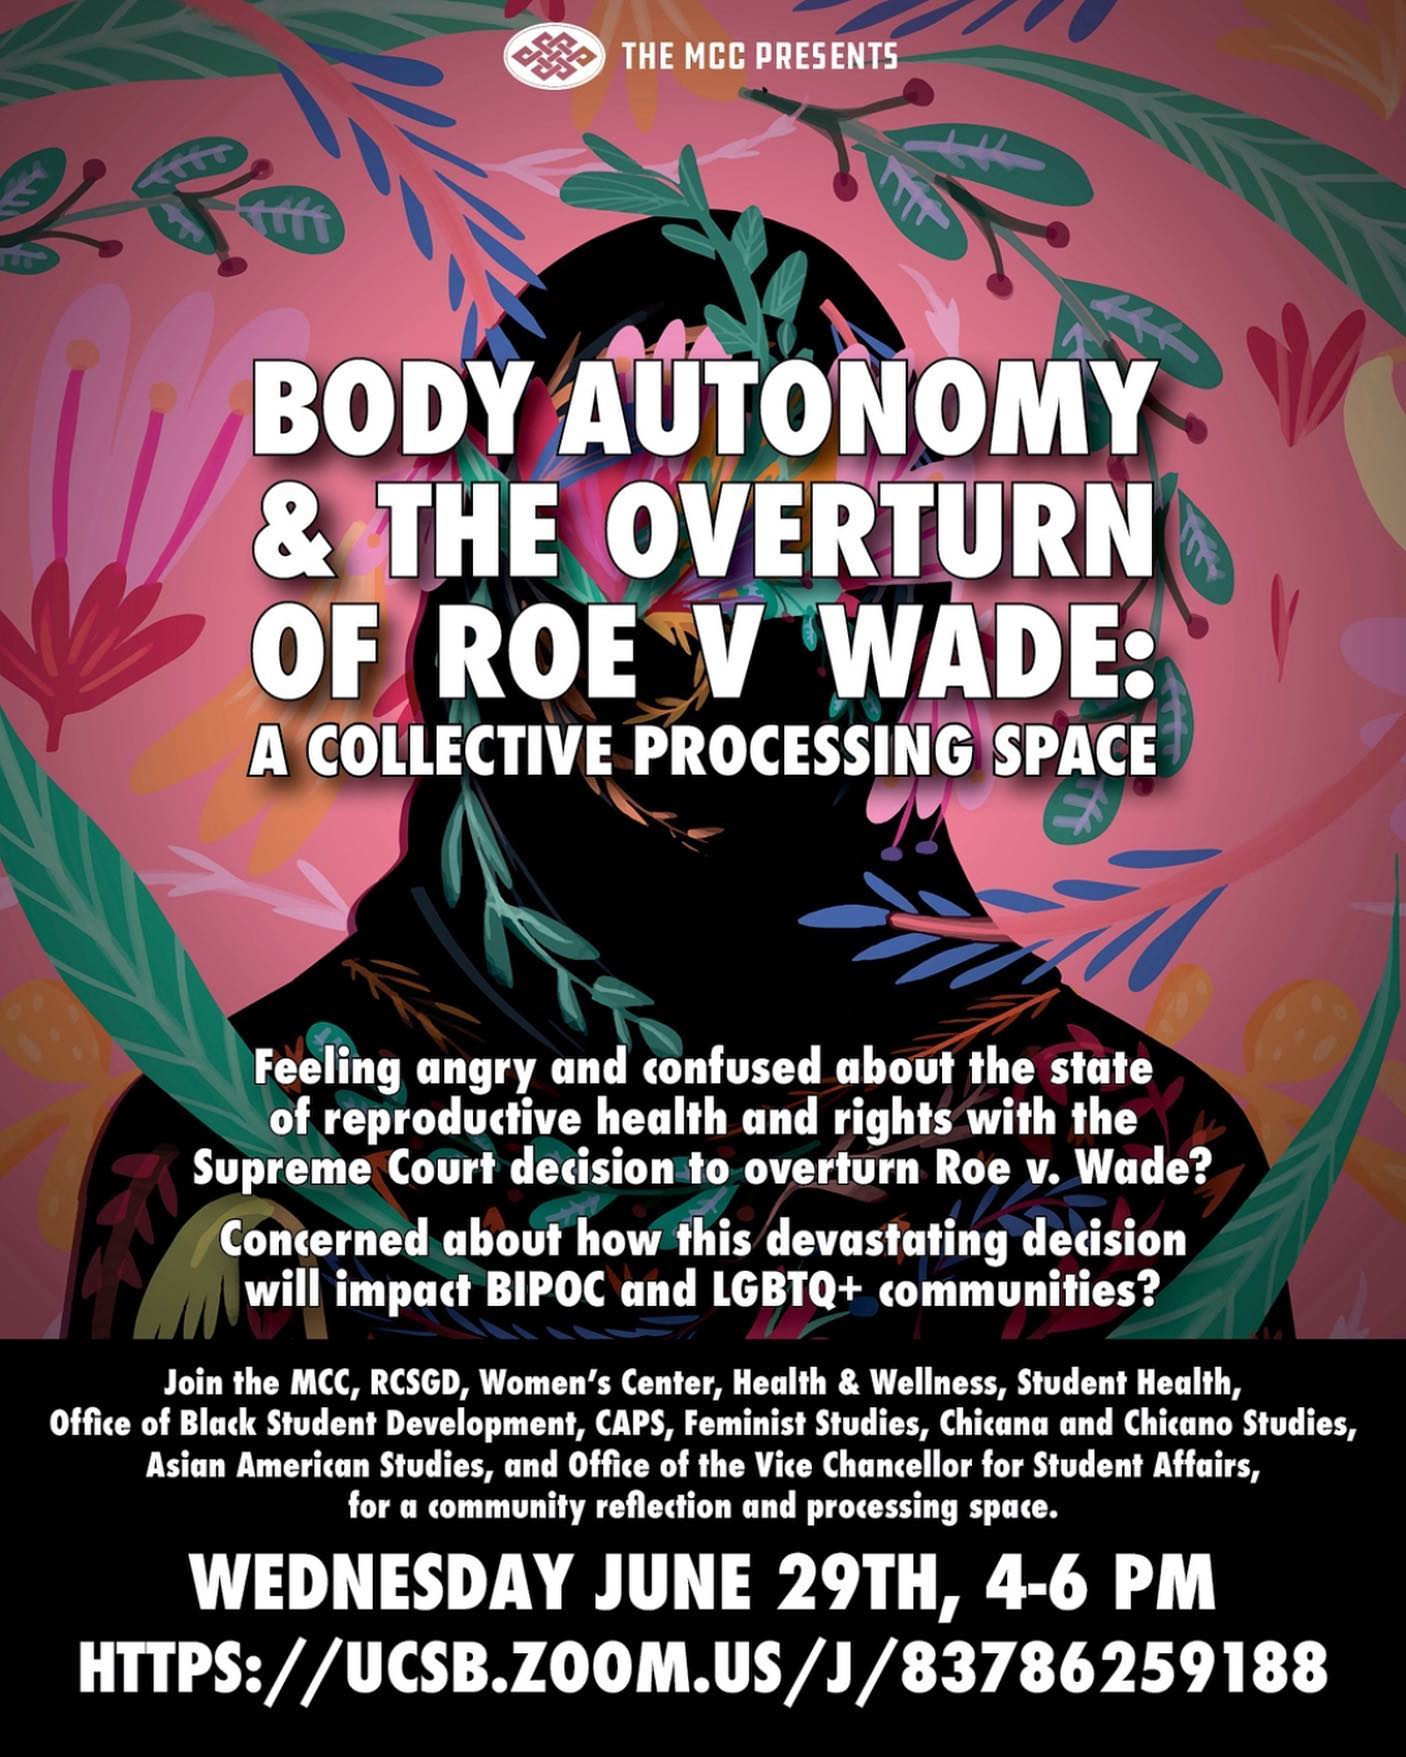 THE MCC PRESENTS
BODY AUTONOMY
& THE OVERTURN
OF ROE V WADE:
A COLLECTIVE PROCESSING SPACE
Feeling angry and confused about the state
of reproductive health and rights with the
Supreme Court decision to overturn Roe v. Wade?
Concerned about how this devastating decision
will impact BIPOC and LGBTQ+ communities?
Join the MCC, RCSGD, Women's Center, Health & Wellness, Student Health,
Office of Black Student Development, CAPS, Feminist Studies, Chicana and Chicano Studies,
Asian American Studies, and Office of the Vice Chancellor for Student Affairs,
for a community reflection and processing space.
WEDNESDAY JUNE 29TH, 4-6 PM
HTTPS://UCSB.ZOOM.US/J/83786259188